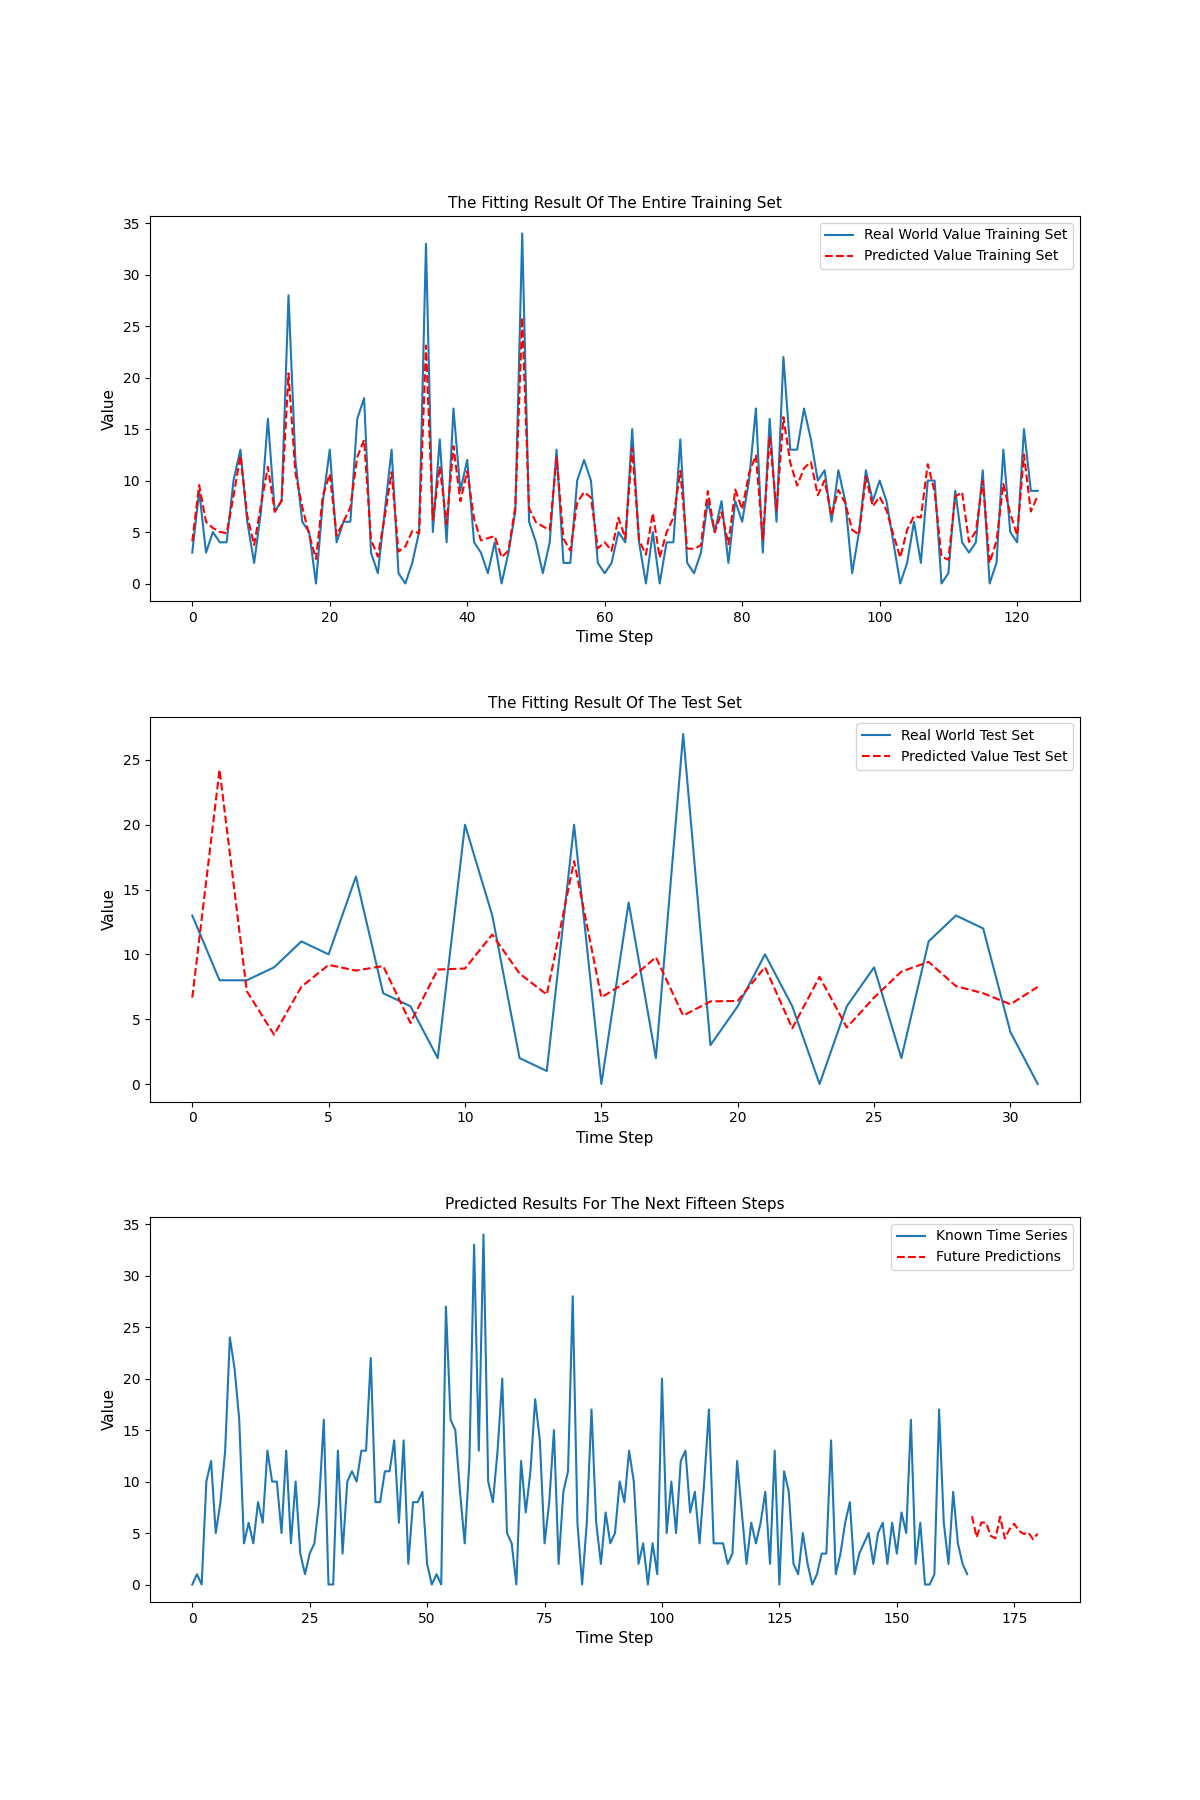 The Fitting Result Of The Entire Training Set
35
30
25
20
15
10
5
0
Value
Real World Value Training Set
Predicted Value Training Set
0 20 40 60 80 100 120
Time Step
The Fitting Result Of The Test Set
25
20
15
10
5
0
Value
Real World Test Set
Predicted Value Test Set
0 5 10 15 20 25 30
Time Step
Predicted Results For The Next Fifteen Steps
35
30
25
20
15
10
5
0
Value
Known Time Series
Future Predictions
0 25 50 75 100 125 150 175
Time Step